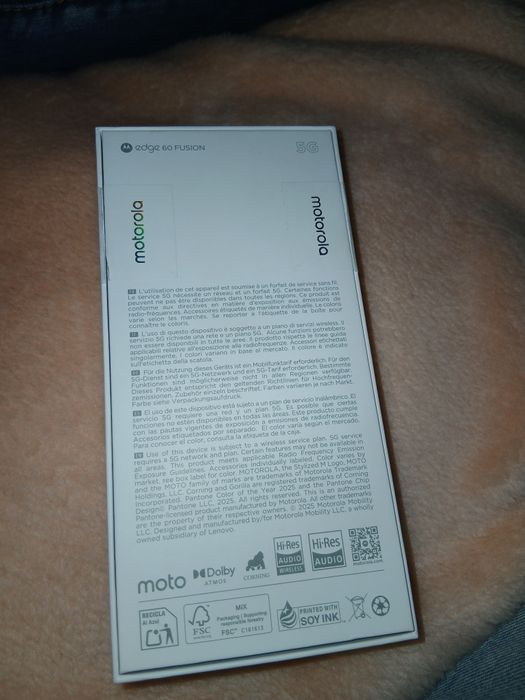 edge 60 FUSION
5G
motorola
motorola
FR L'utilisation de cet appareil est soumise à un forfait de service sans fil.
Le service 5G nécessite un réseau et un forfait 5G. Certaines fonctions
peuvent ne pas être disponibles dans toutes les régions. Ce produit est
conforme aux directives en matière d'exposition aux émissions de
radio-fréquences. Accessoires étiquetés de manière individuelle. Le coloris
varie selon les marchés. Se reporter à l'étiquette de la boîte pour
connaître le coloris.
IT L'uso di questo dispositivo è soggetto a un piano di servizi wireless. Il
servizio 5G richiede una rete e un piano 5G. Alcune funzioni potrebbero
non essere disponibili in tutte le aree. Il prodotto rispetta le linee guida
applicabili relative all'esposizione alle radiofrequenze. Accessori etichettati
singolarmente. I colori variano in base al mercato. Il colore è indicato
sull'etichetta della scatola.
DE Für die Nutzung dieses Geräts ist ein Mobilfunktarif erforderlich. Für den
5G-Dienst sind ein 5G-Netzwerk und ein 5G-Tarif erforderlich. Bestimmte
Funktionen sind möglicherweise nicht in allen Regionen verfügbar.
Dieses Produkt entspricht den geltenden Richtlinien für Hochfrequenz-
emissionen. Zubehör einzeln beschriftet. Farben variieren je nach Markt.
Farbe siehe Verpackungsaufdruck.
ES El uso de este dispositivo está sujeto a un plan de servicio inalámbrico. El
servicio 5G requiere una red y un plan 5G. Es posible que ciertas
funciones no estén disponibles en todas las áreas. Este producto cumple
con las pautas vigentes de exposición a emisiones de radiofrecuencia.
Accesorios etiquetados por separado. El color varía según el mercado.
Para conocer el color, consulta la etiqueta de la caja.
EN Use of this device is subject to a wireless service plan. 5G service
requires a 5G network and plan. Certain features may not be available in
all areas. This product meets applicable Radio Frequency Emission
Exposure Guidelines. Accessories individually labeled. Color varies by
market, see box label for color. MOTOROLA, the Stylized M Logo, MOTO
and the MOTO family of marks are trademarks of Motorola Trademark
Holdings, LLC. Corning and Gorilla are registered trademarks of Corning
Incorporated. Pantone Color of the Year 2025 and the Pantone Chip
Design© Pantone LLC, 2025. All rights reserved. This is an authorized
Pantone-licensed product manufactured by Motorola. All other trademarks
are the property of their respective owners. © 2025 Motorola Mobility
LLC. Designed and manufactured by/for Motorola Mobility LLC, a wholly
owned subsidiary of Lenovo.
moto
Dolby
ATMOS
CORNING
Hi-Res
AUDIO
WIRELESS
Hi-Res
AUDIO
motorola.com
RECICLA
Al Azul
FSC
www.fsc.org
MIX
Packaging | Supporting
responsible forestry
FSC™ C161613
PRINTED WITH
SOY INK